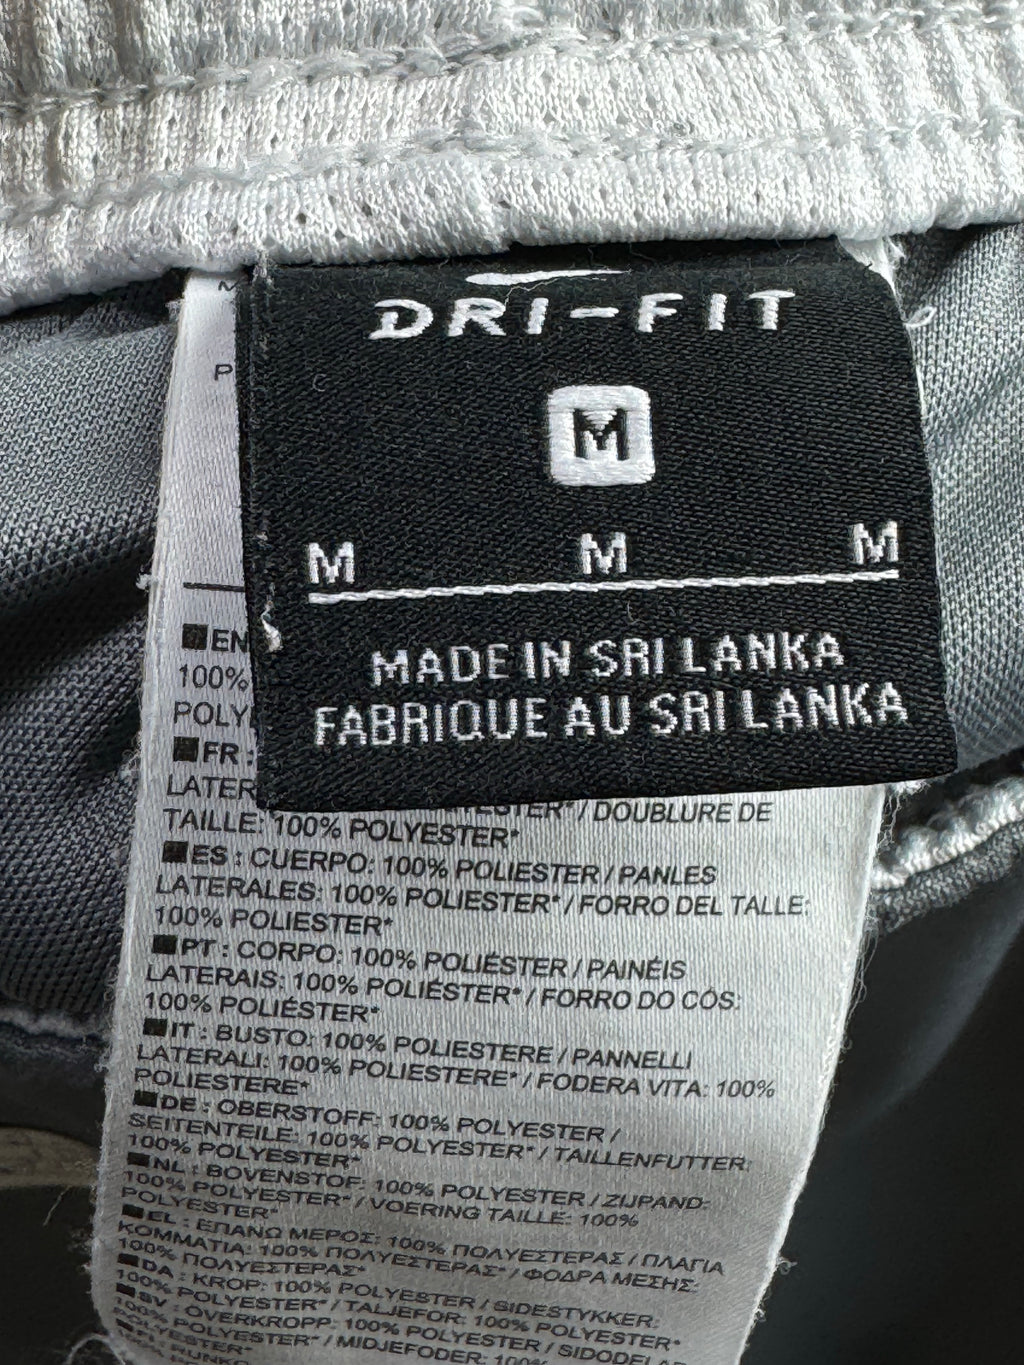 DRI-FIT
M
M M M
MADE IN SRI LANKA
FABRIQUE AU SRI LANKA
P
EN
100%
FR :
LATER / DOUBLURE DE
TAILLE: 100% POLYESTER*
ES : CUERPO: 100% POLIESTER / PANLES
LATERALES: 100% POLIESTER* / FORRO DEL TALLE:
100% POLIESTER*
PT : CORPO: 100% POLIÉSTER / PAINÉIS
LATERAIS: 100% POLIÉSTER* / FORRO DO CÓS:
100% POLIÉSTER*
IT : BUSTO: 100% POLIESTERE / PANNELLI
LATERALI: 100% POLIESTERE* / FODERA VITA: 100%
POLIESTERE*
DE : OBERSTOFF: 100% POLYESTER /
SEITENTEILE: 100% POLYESTER* / TAILLENFUTTER:
100% POLYESTER*
NL : BOVENSTOF: 100% POLYESTER / ZIJPAND:
100% POLYESTER* / VOERING TAILLE: 100%
POLYESTER*
EL : ΕΠΑΝΩ ΜΕΡΟΣ: 100% ΠΟΛΥΕΣΤΕΡΑΣ / ΠΛΑΓΙΑ
ΚΟΜΜΑΤΙΑ: 100% ΠΟΛΥΕΣΤΕΡΑΣ* / ΦΟΔΡΑ ΜΕΣΗΣ:
100% ΠΟΛΥΕΣΤΕΡΑΣ*
DA : KROP: 100% POLYESTER / SIDESTYKKER:
100% POLYESTER* / TALJEFOR: 100% POLYESTER*
SV : ÖVERKROPP: 100% POLYESTER / SIDODELAR
100% POLYESTER* / MIDJEFODER: 100%